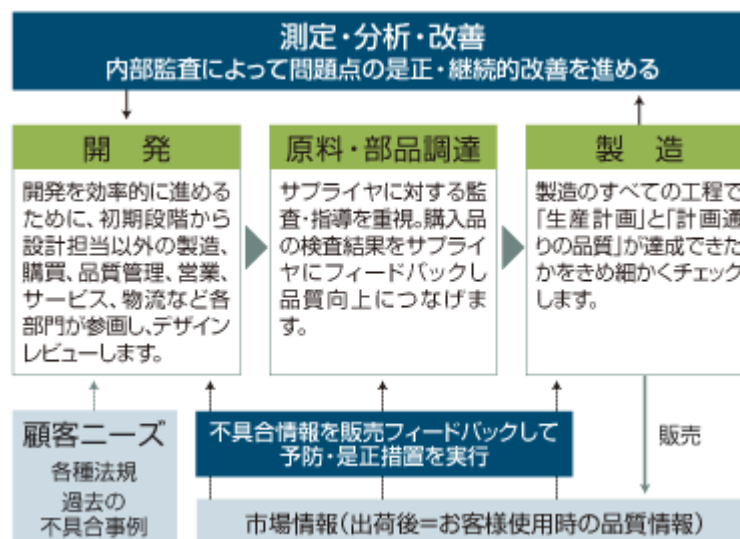 測定・分析・改善
内部監査によって問題点の是正・継続的改善を進める
開　発
開発を効率的に進める
ために、初期段階から
設計担当以外の製造、
購買、品質管理、営業、
サービス、物流など各
部門が参画し、デザイン
レビューします。
原料・部品調達
サプライヤに対する監
査・指導を重視。購入品
の検査結果をサプライ
ヤにフィードバックし
品質向上につなげま
す。
製　造
製造のすべての工程で
「生産計画」と「計画通
りの品質」が達成できた
かをきめ細かくチェック
します。
顧客ニーズ
各種法規
過去の
不具合事例
不具合情報を販売フィードバックして
予防・是正措置を実行
販売
市場情報(出荷後=お客様使用時の品質情報)